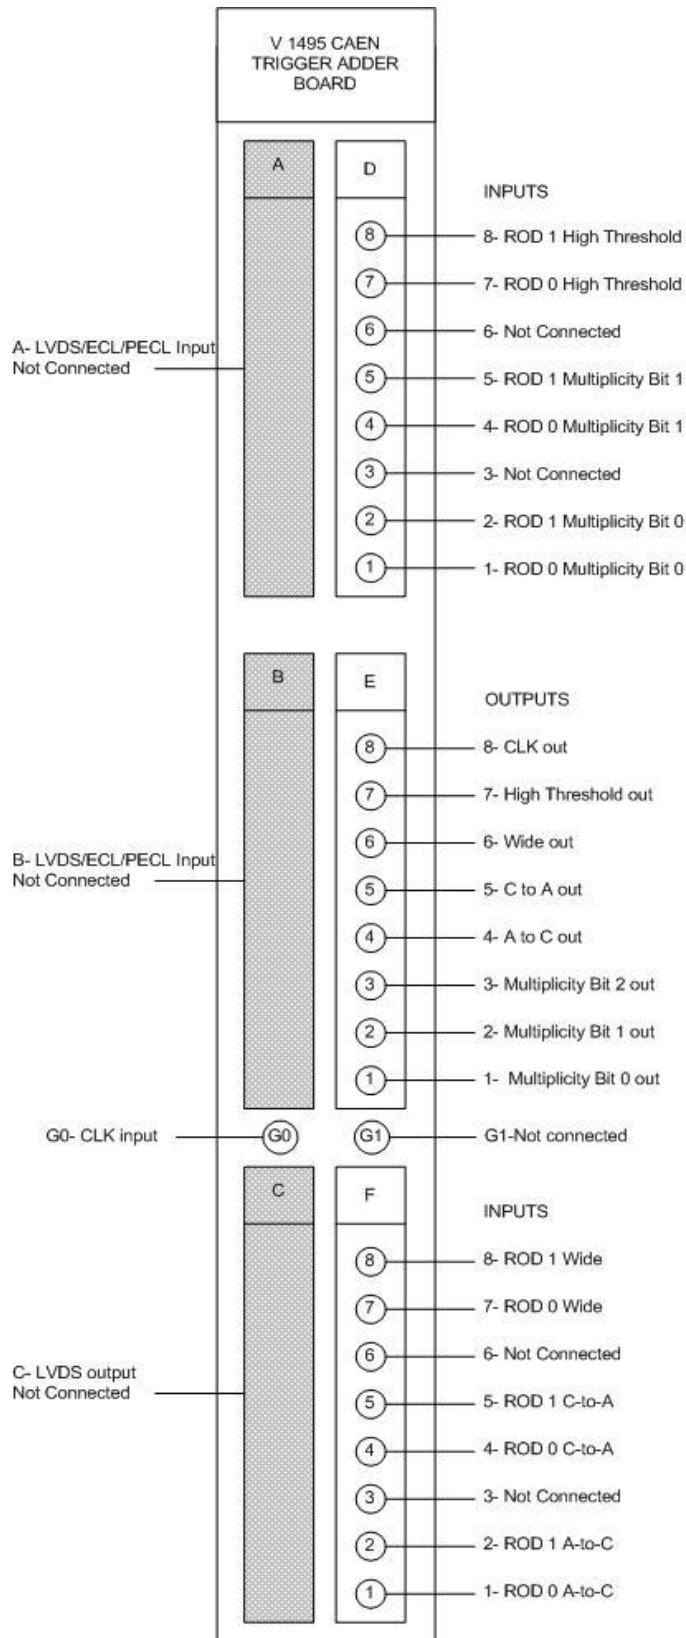 V 1495 CAEN
TRIGGER ADDER
BOARD
A
D
INPUTS
8
8- ROD 1 High Threshold
7
7- ROD 0 High Threshold
6
6- Not Connected
A- LVDS/ECL/PECL Input
Not Connected
5
5- ROD 1 Multiplicity Bit 1
4
4- ROD 0 Multiplicity Bit 1
3
3- Not Connected
2
2- ROD 1 Multiplicity Bit 0
1
1- ROD 0 Multiplicity Bit 0
B
E
OUTPUTS
8
8- CLK out
7
7- High Threshold out
6
6- Wide out
B- LVDS/ECL/PECL Input
Not Connected
5
5- C to A out
4
4- A to C out
3
3- Multiplicity Bit 2 out
2
2- Multiplicity Bit 1 out
1
1- Multiplicity Bit 0 out
G0- CLK input
G0
G1
G1-Not connected
C
F
INPUTS
8
8- ROD 1 Wide
7
7- ROD 0 Wide
6
6- Not Connected
C- LVDS output
Not Connected
5
5- ROD 1 C-to-A
4
4- ROD 0 C-to-A
3
3- Not Connected
2
2- ROD 1 A-to-C
1
1- ROD 0 A-to-C